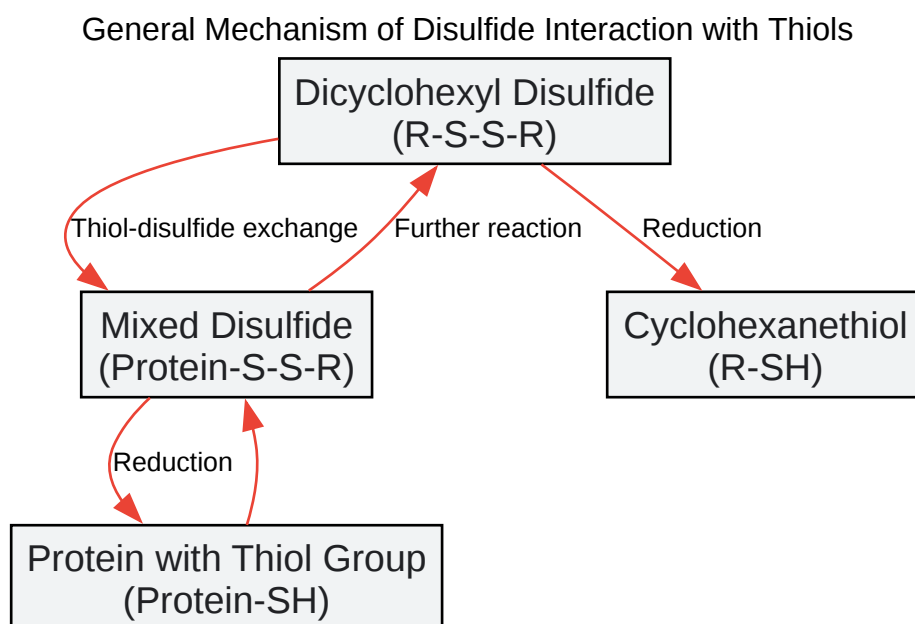 General Mechanism of Disulfide Interaction with Thiols
Dicyclohexyl Disulfide
(R-S-S-R)
Thiol-disulfide exchange
Further reaction
Reduction
Mixed Disulfide
(Protein-S-S-R)
Cyclohexanethiol
(R-SH)
Reduction
Protein with Thiol Group
(Protein-SH)